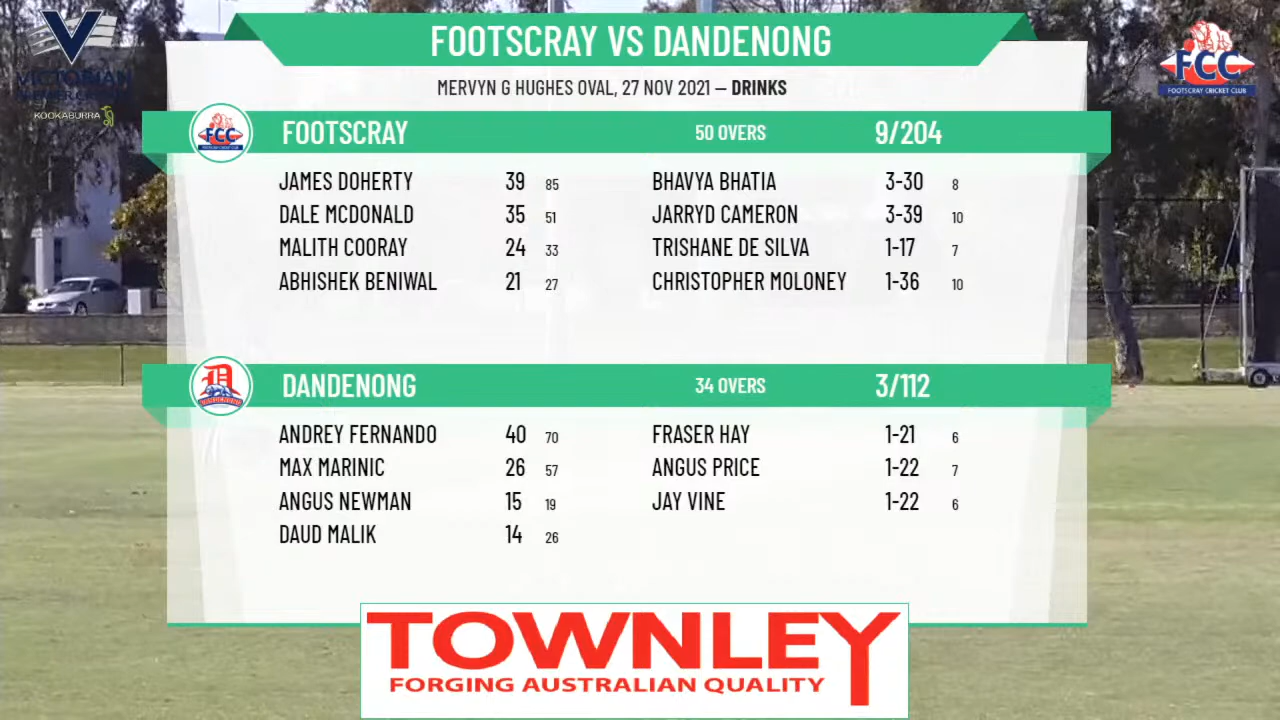 FOOTSCRAY VS DANDENONG
MERVYN G HUGHES OVAL, 27 NOV 2021 – DRINKS
VICTORIAN
KOOKABURRA
FCC
FOOTSCRAY CRICKET CLUB
FCC
FOOTSCRAY 50 OVERS 9/204
JAMES DOHERTY 39 85 BHAVYA BHATIA 3-30 8
DALE MCDONALD 35 51 JARRYD CAMERON 3-39 10
MALITH COORAY 24 33 TRISHANE DE SILVA 1-17 7
ABHISHEK BENIWAL 21 27 CHRISTOPHER MOLONEY 1-36 10
D
DANDENONG 34 OVERS 3/112
ANDREY FERNANDO 40 70 FRASER HAY 1-21 6
MAX MARINIC 26 57 ANGUS PRICE 1-22 7
ANGUS NEWMAN 15 19 JAY VINE 1-22 6
DAUD MALIK 14 26
TOWNLEY
FORGING AUSTRALIAN QUALITY